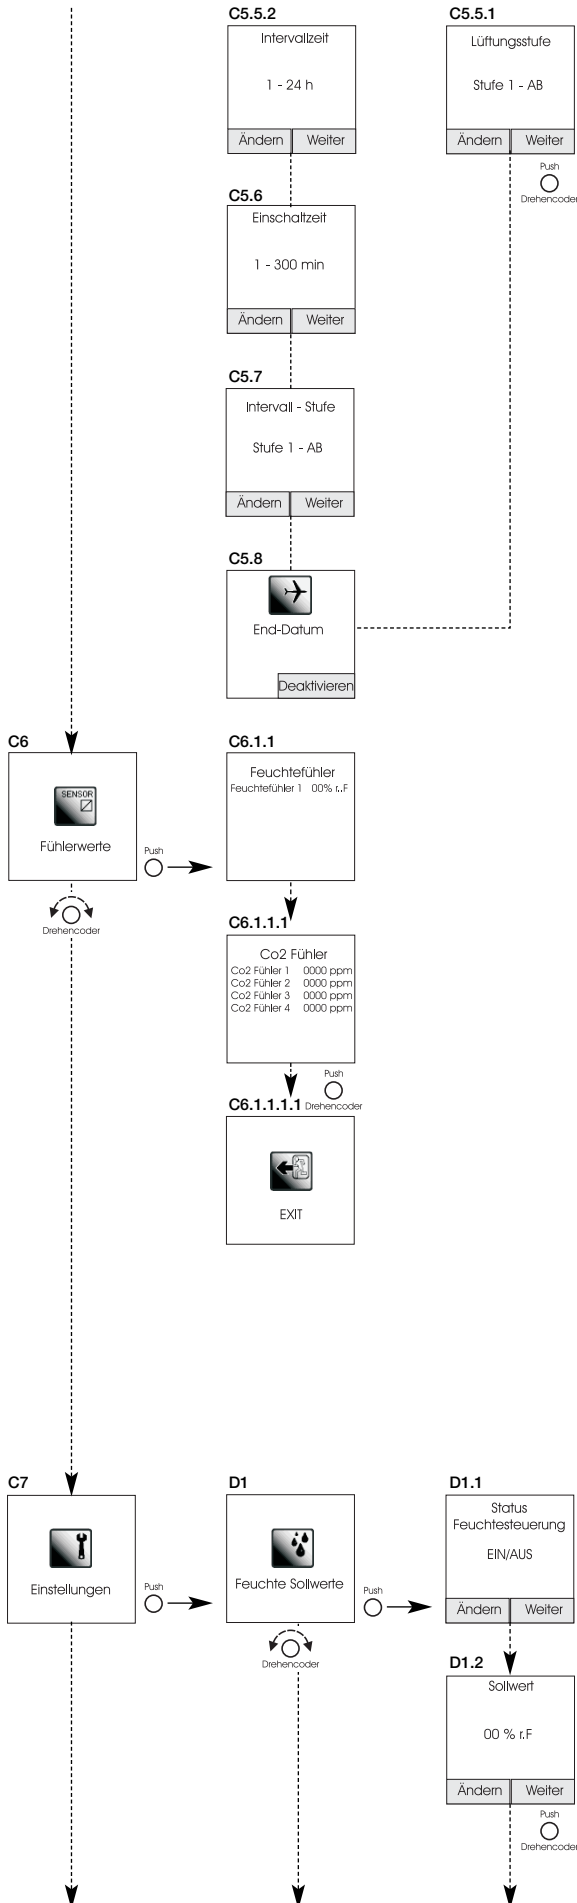 C5.5.2
Intervallzeit
1 - 24 h
Ändern
Weiter
C5.5.1
Lüftungsstufe
Stufe 1 - AB
Ändern
Weiter
Push
Drehencoder
C5.6
Einschaltzeit
1 - 300 min
Ändern
Weiter
C5.7
Intervall - Stufe
Stufe 1 - AB
Ändern
Weiter
C5.8
End-Datum
Deaktivieren
C6
SENSOR
Fühlerwerte
Push
Drehencoder
C6.1.1
Feuchtefühler
Feuchtefühler 1 00% r.F
C6.1.1.1
Co2 Fühler
Co2 Fühler 1 0000 ppm
Co2 Fühler 2 0000 ppm
Co2 Fühler 3 0000 ppm
Co2 Fühler 4 0000 ppm
Push
Drehencoder
C6.1.1.1.1
EXIT
C7
Einstellungen
Push
D1
Feuchte Sollwerte
Push
Drehencoder
D1.1
Status
Feuchtesteuerung
EIN/AUS
Ändern
Weiter
D1.2
Sollwert
00 % r.F
Ändern
Weiter
Push
Drehencoder